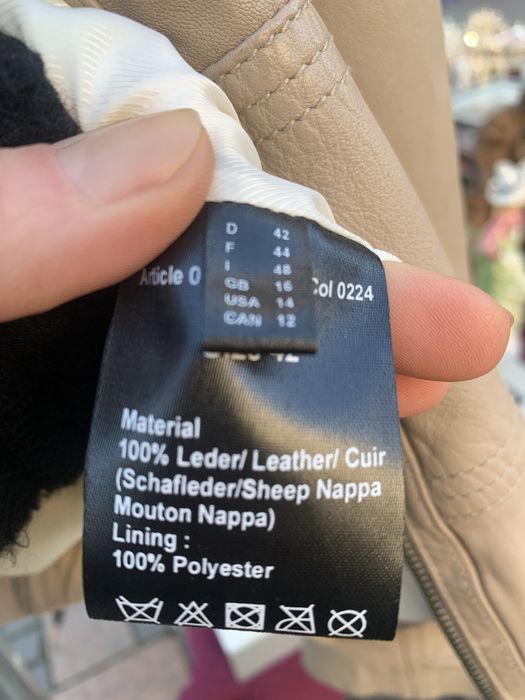 D 42
F 44
I 48
GB 16
USA 14
CAN 12
Article 0
Col 0224
42
Material
100% Leder/ Leather/ Cuir
(Schafleder/Sheep Nappa
Mouton Nappa)
Lining :
100% Polyester